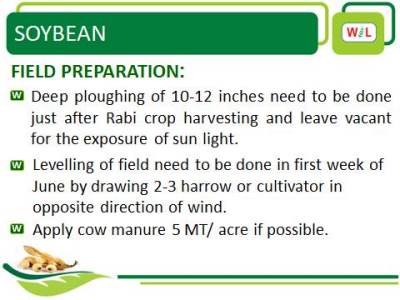 SOYBEAN
W L
FIELD PREPARATION:
W Deep ploughing of 10-12 inches need to be done
just after Rabi crop harvesting and leave vacant
for the exposure of sun light.
W Levelling of field need to be done in first week of
June by drawing 2-3 harrow or cultivator in
opposite direction of wind.
W Apply cow manure 5 MT/ acre if possible.